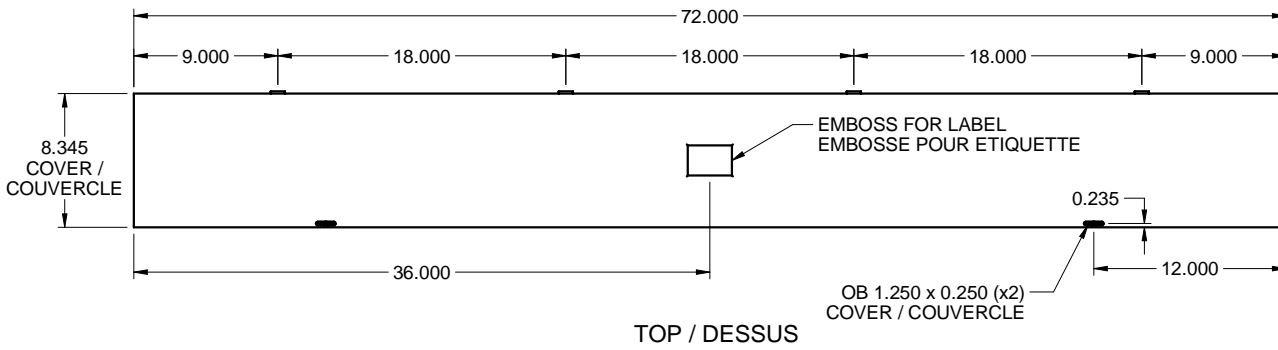 72.000
9.000
18.000
18.000
18.000
9.000
EMBOSS FOR LABEL
EMBOSSE POUR ETIQUETTE
8.345
COVER /
COUVERCLE
0.235
36.000
12.000
OB 1.250 x 0.250 (x2)
COVER / COUVERCLE
TOP / DESSUS